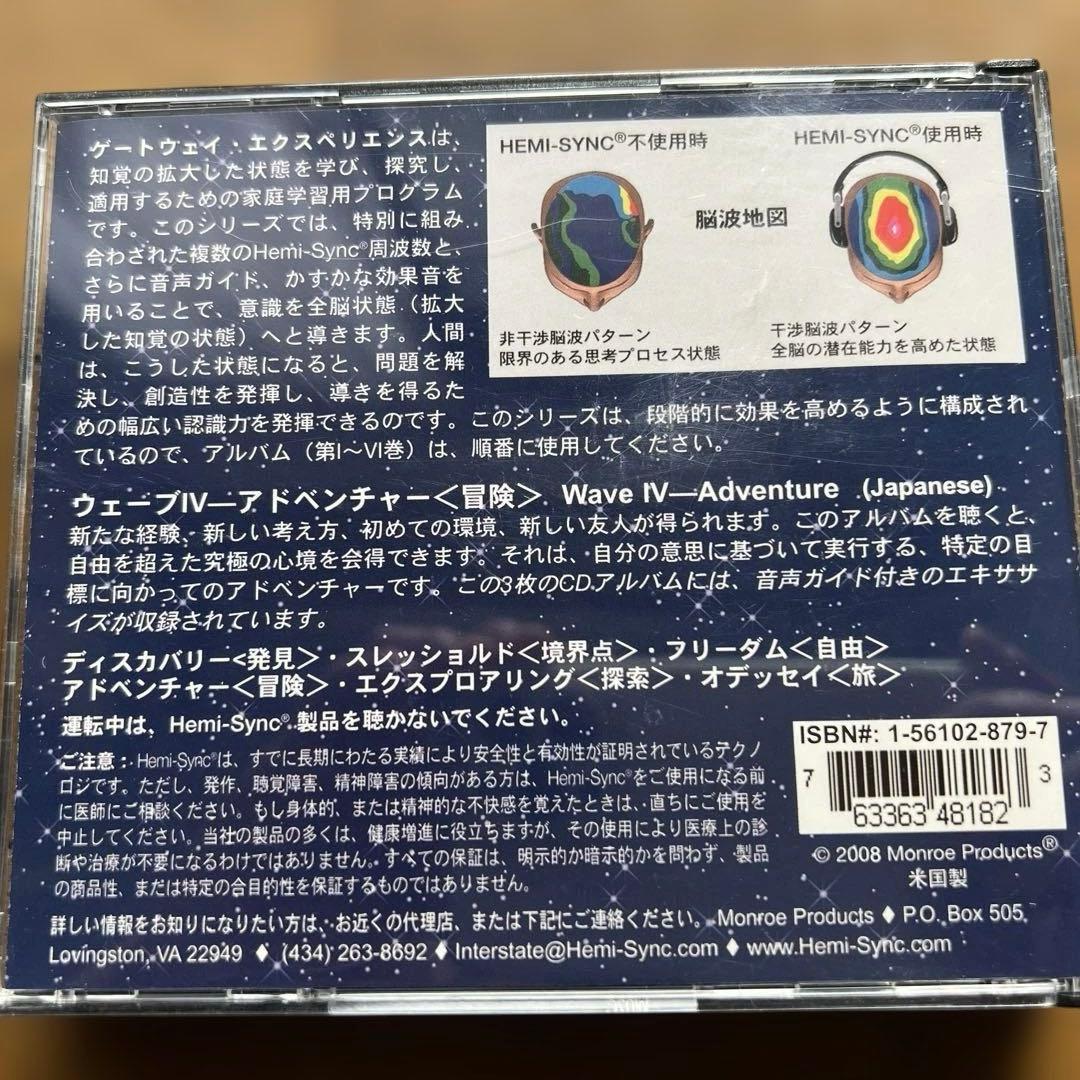 ゲートウェイ・エクスペリエンスは、
知覚の拡大した状態を学び、探究し、
適用するための家庭学習用プログラム
です。このシリーズでは、特別に組み
合わされた複数のHemi-Sync®周波数と、
さらに音声ガイド、かすかな効果音を
用いることで、意識を全脳状態（拡大
した知覚の状態）へと導きます。人間
は、こうした状態になると、問題を解
決し、創造性を発揮し、導きを得るた
めの幅広い認識力を発揮できるのです。このシリーズは、段階的に効果を高めるように構成され
ているので、アルバム（第I〜VI巻）は、順番に使用してください。
HEMI-SYNC®不使用時
HEMI-SYNC®使用時
脳波地図
非干渉脳波パターン
限界のある思考プロセス状態
干渉脳波パターン
全脳の潜在能力を高めた状態
ウェーブIV—アドベンチャー＜冒険＞ Wave IV—Adventure (Japanese)
新たな経験、新しい考え方、初めての環境、新しい友人が得られます。このアルバムを聴くと、
自由を超えた究極の心境を会得できます。それは、自分の意思に基づいて実行する、特定の目
標に向かってのアドベンチャーです。この3枚のCDアルバムには、音声ガイド付きのエキササ
イズが収録されています。
ディスカバリー<発見＞・スレッショルド＜境界点＞・フリーダム＜自由＞
アドベンチャー＜冒険＞・エクスプロアリング＜探索＞・オデッセイ＜旅＞
運転中は、Hemi-Sync® 製品を聴かないでください。
ご注意：Hemi-Sync®は、すでに長期にわたる実績により安全性と有効性が証明されているテクノ
ロジです。ただし、発作、聴覚障害、精神障害の傾向がある方は、Hemi-Sync®をご使用になる前
に医師にご相談ください。もし身体的、または精神的な不快感を覚えたときは、直ちにご使用を
中止してください。当社の製品の多くは、健康増進に役立ちますが、その使用により医療上の診
断や治療が不要になるわけではありません。すべての保証は、明示的か暗示的かを問わず、製品
の商品性、または特定の合目的性を保証するものではありません。
ISBN#: 1-56102-879-7
7 63363 48182 3
© 2008 Monroe Products®
米国製
詳しい情報をお知りになりたい方は、お近くの代理店、または下記にご連絡ください。Monroe Products ♦ P.O. Box 505,
Lovingston, VA 22949 ♦ (434) 263-8692 ♦ Interstate@Hemi-Sync.com ♦ www.Hemi-Sync.com